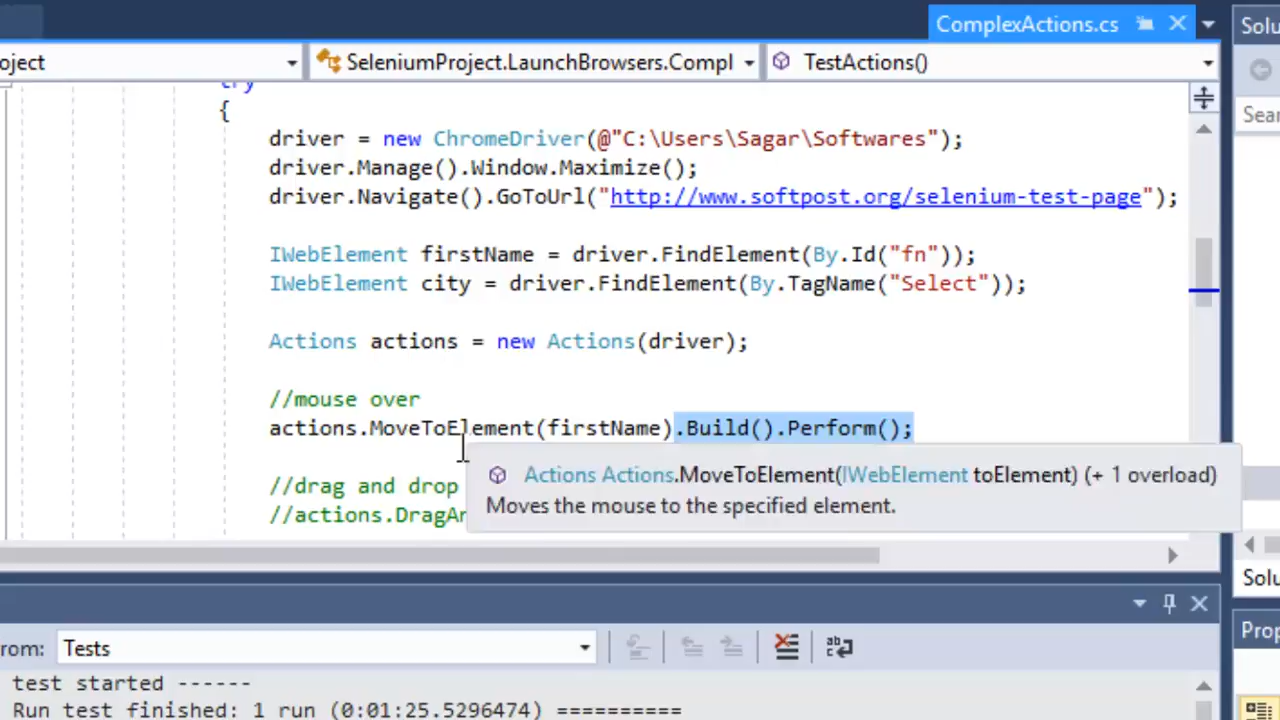 ComplexActions.cs
Solu
oject
SeleniumProject.LaunchBrowsers.Compl
TestActions()
try
{
Sear
driver = new ChromeDriver(@"C:\Users\Sagar\Softwares");
driver.Manage().Window.Maximize();
driver.Navigate().GoToUrl("http://www.softpost.org/selenium-test-page");
IWebElement firstName = driver.FindElement(By.Id("fn"));
IWebElement city = driver.FindElement(By.TagName("Select"));
Actions actions = new Actions(driver);
//mouse over
actions.MoveToElement(firstName).Build().Perform();
Actions Actions.MoveToElement(IWebElement toElement) (+ 1 overload)
Moves the mouse to the specified element.
//drag and drop
//actions.DragAn
Solu
Prop
rom:
Tests
test started ------
Run test finished: 1 run (0:01:25.5296474) ==========